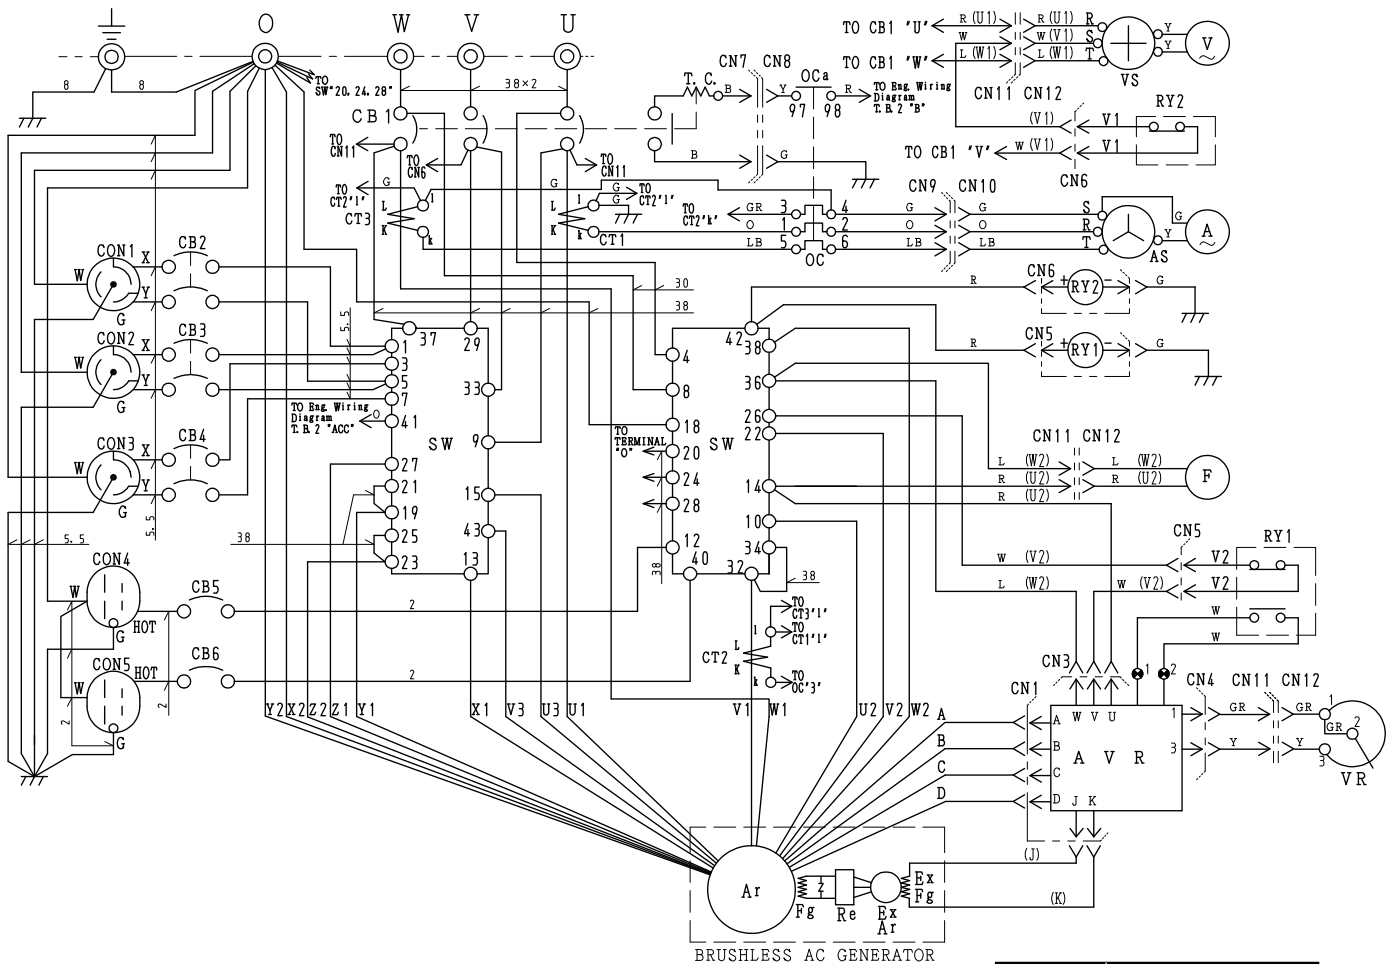 O W V U
8 8
TO
SW"20, 24, 28"
38×2
CB1
T. C.
B
CN7 CN8
Y
OCa
97 98
R
TO Eng. Wiring
Diagram
T. B. 2 "B"
B
G
TO CB1 'U'
R (U1)
R (U1)
R
W
W (V1)
S
TO CB1 'W'
L (W1)
L (W1)
T
VS
Y
Y
V
CN11 CN12
RY2
(V1)
V1
TO CB1 'V'
W (V1)
V1
CN6
TO
CN11
TO
CN6
TO
CN11
TO
CT2'1'
G
L
K
l
k
CT3
G
L
K
l
k
CT1
TO
CT2'1'
G
TO
CT2'k'
GR
O
LB
3
1
5
4
2
6
OC
G
O
LB
CN9 CN10
G
O
LB
S
R
T
AS
G
Y
A
CON1
W
X
Y
G
CB2
CON2
W
X
Y
G
CB3
CON3
W
X
Y
G
CB4
5.5
5.5
5.5
38
30
38
CON4
W
G
HOT
CB5
2
CON5
W
G
HOT
CB6
2
2
2
37 29
1
3
5
7
41
33
9
SW
TO Eng. Wiring
Diagram
T. B. 2 "ACC"
O
27
21
19
25
23
15
43
13
42
38
36
26
22
14
10
34
32
40
4
8
18
20
24
28
12
SW
TO
TERMINAL
"O"
38
38
R
CN6
+ RY2 -
G
R
CN5
+ RY1 -
G
CN11 CN12
L (W2)
L (W2)
R (U2)
R (U2)
F
W (V2)
L (W2)
W (V2)
CN5
V2
V2
RY1
W
W
TO
CT3'1'
TO
CT1'1'
TO
OC'3'
CT2
L
K
l
k
Y2 X2 Z2 Z1 Y1
X1 V3 U3 U1
V1 W1
U2 V2 W2
A
B
C
D
CN1
CN3
1 2
A
B
C
D
W V U
A V R
J K
1
3
CN4 CN11 CN12
GR
GR
GR
Y
Y
1
2
3
VR
(J)
(K)
Ar
Fg
Z
Re
Ex
Ar
Ex
Fg
BRUSHLESS AC GENERATOR